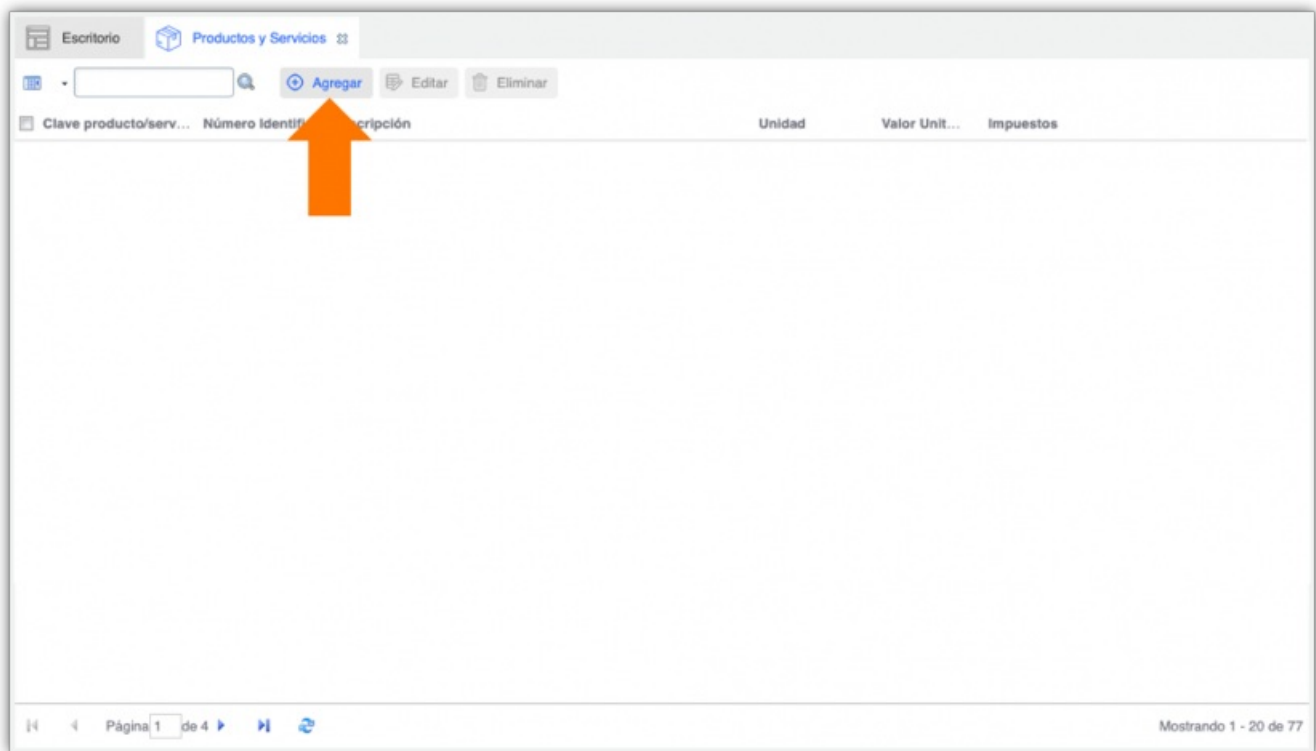 Escritorio Productos y Servicios
Agregar Editar Eliminar
Clave producto/serv... Número Identifi cripción Unidad Valor Unit... Impuestos
Página 1 de 4 Mostrando 1 - 20 de 77